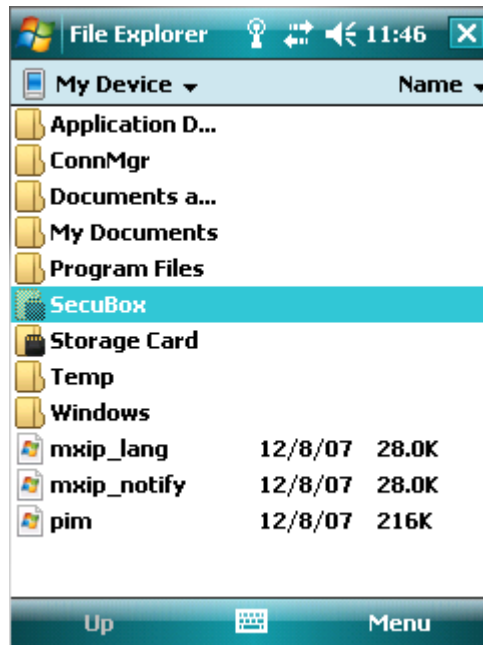 File Explorer 11:46
My Device Name
Application D...
ConnMgr
Documents a...
My Documents
Program Files
SecuBox
Storage Card
Temp
Windows
mxip_lang 12/8/07 28.0K
mxip_notify 12/8/07 28.0K
pim 12/8/07 216K
Up Menu